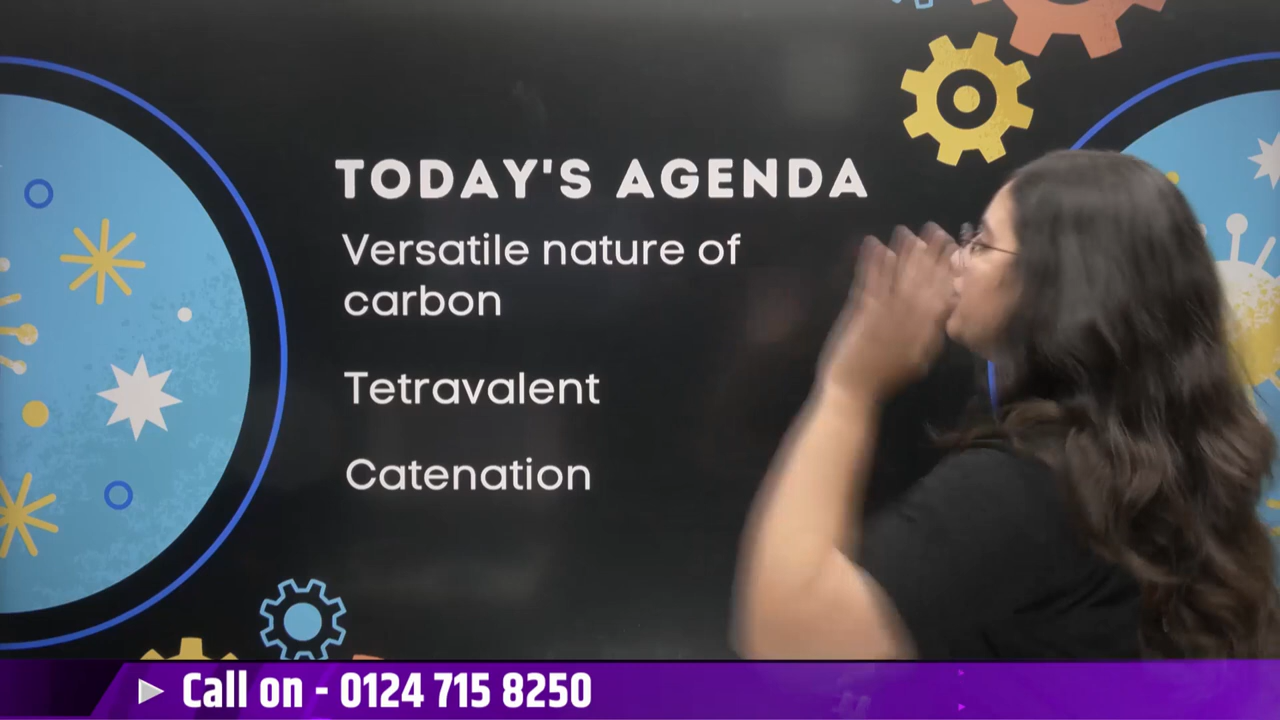 TODAY'S AGENDA
Versatile nature of
carbon
Tetravalent
Catenation
Call on - 0124 715 8250